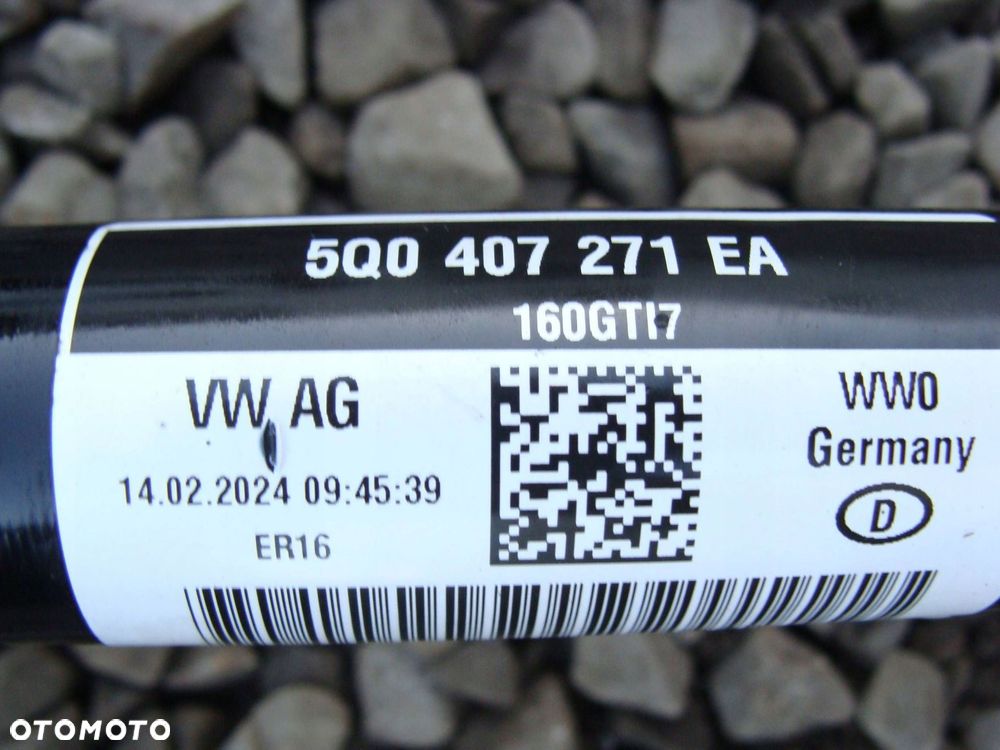 5Q0 407 271 EA
160GTI7
VW AG
14.02.2024 09:45:39
ER16
WW0
Germany
D
OTOMOTO